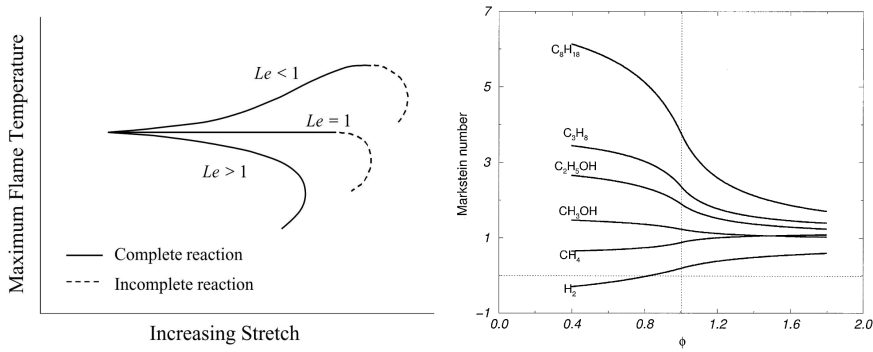 Maximum Flame Temperature
Le < 1
Le = 1
Le > 1
Complete reaction
Incomplete reaction
Increasing Stretch
Markstein number
7
5
3
1
-1
C₈H₁₈
C₃H₈
C₂H₅OH
CH₃OH
CH₄
H₂
0.0 0.4 0.8 1.2 1.6 2.0
ϕ